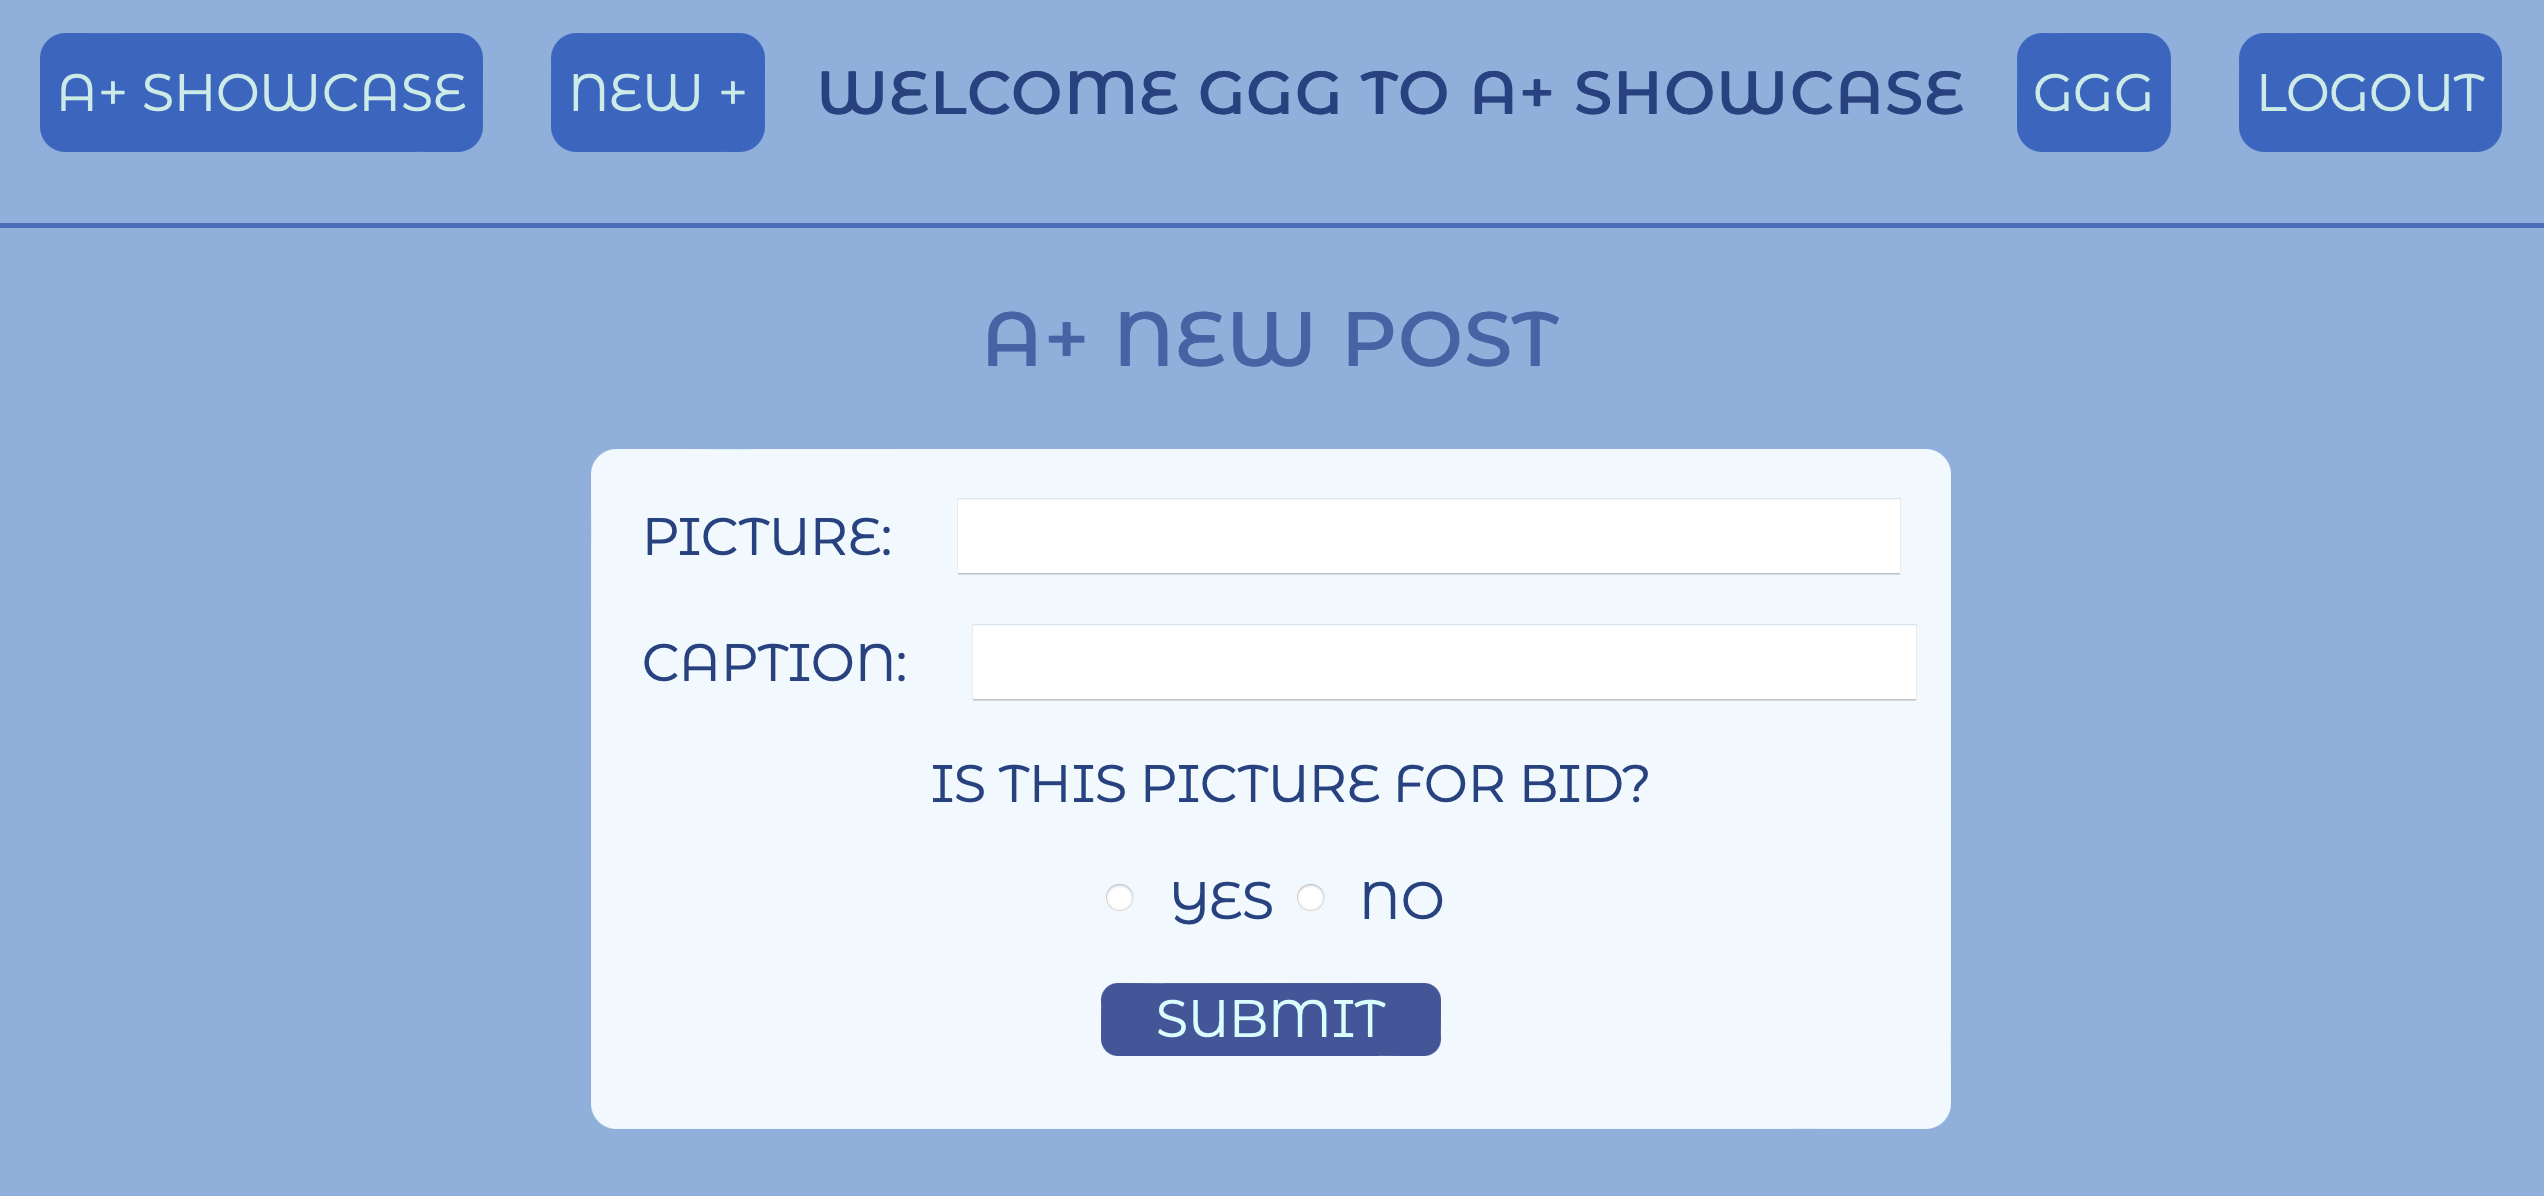 A+ SHOWCASE NEW + WELCOME GGG TO A+ SHOWCASE GGG LOGOUT
A+ NEW POST
PICTURE:
CAPTION:
IS THIS PICTURE FOR BID?
YES NO
SUBMIT